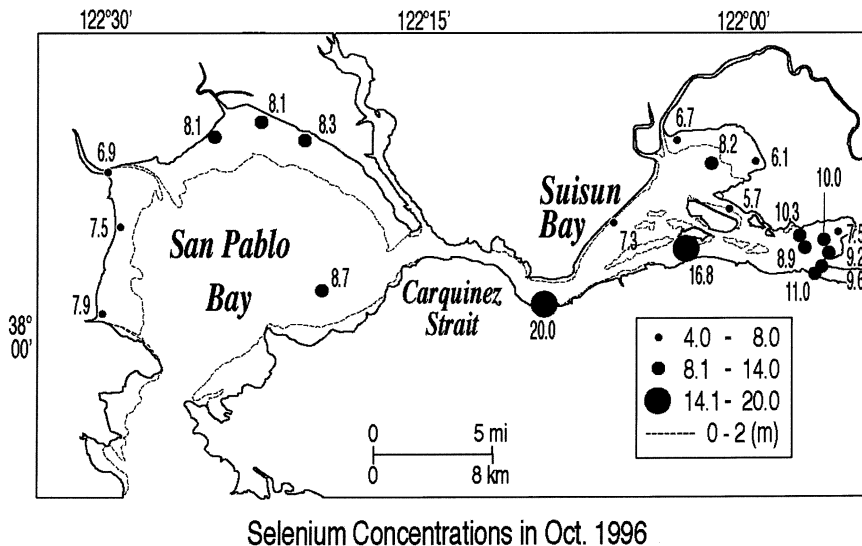 122°30'
122°15'
122°00'
8.1
8.1
8.3
6.9
7.5
7.9
San Pablo
Bay
8.7
Carquinez
Strait
20.0
Suisun
Bay
7.3
6.7
8.2
6.1
5.7
16.8
10.3
10.0
7.5
8.9
9.2
9.6
11.0
38°
00'
0 5 mi
0 8 km
4.0 - 8.0
8.1 - 14.0
14.1 - 20.0
0 - 2 (m)
Selenium Concentrations in Oct. 1996